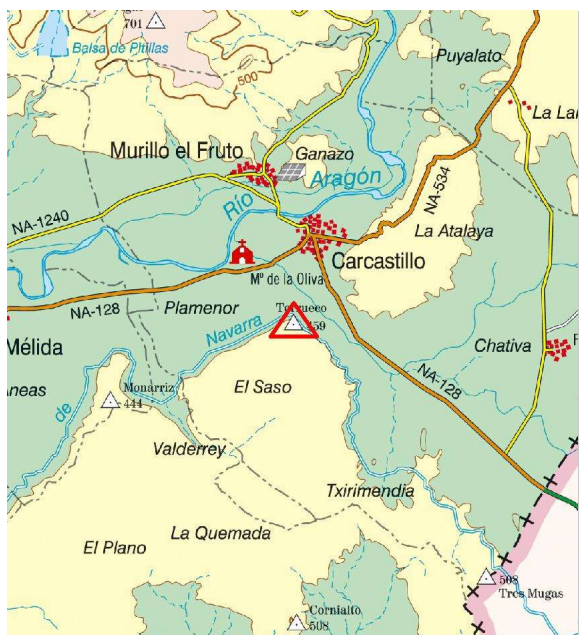 701
Balsa de Pitillas
500
Puyalato
La Lar
Murillo el Fruto
Ganazo
Río
Aragón
NA-534
NA-1240
La Atalaya
Carcastillo
Mº de la Oliva
NA-128
Plamenor
Navarra
Mélida
Chativa
NA-128
El Saso
Monarriz
444
de
Valderrey
Txirimendia
La Quemada
El Plano
508
Tres Mugas
Cornialto
508